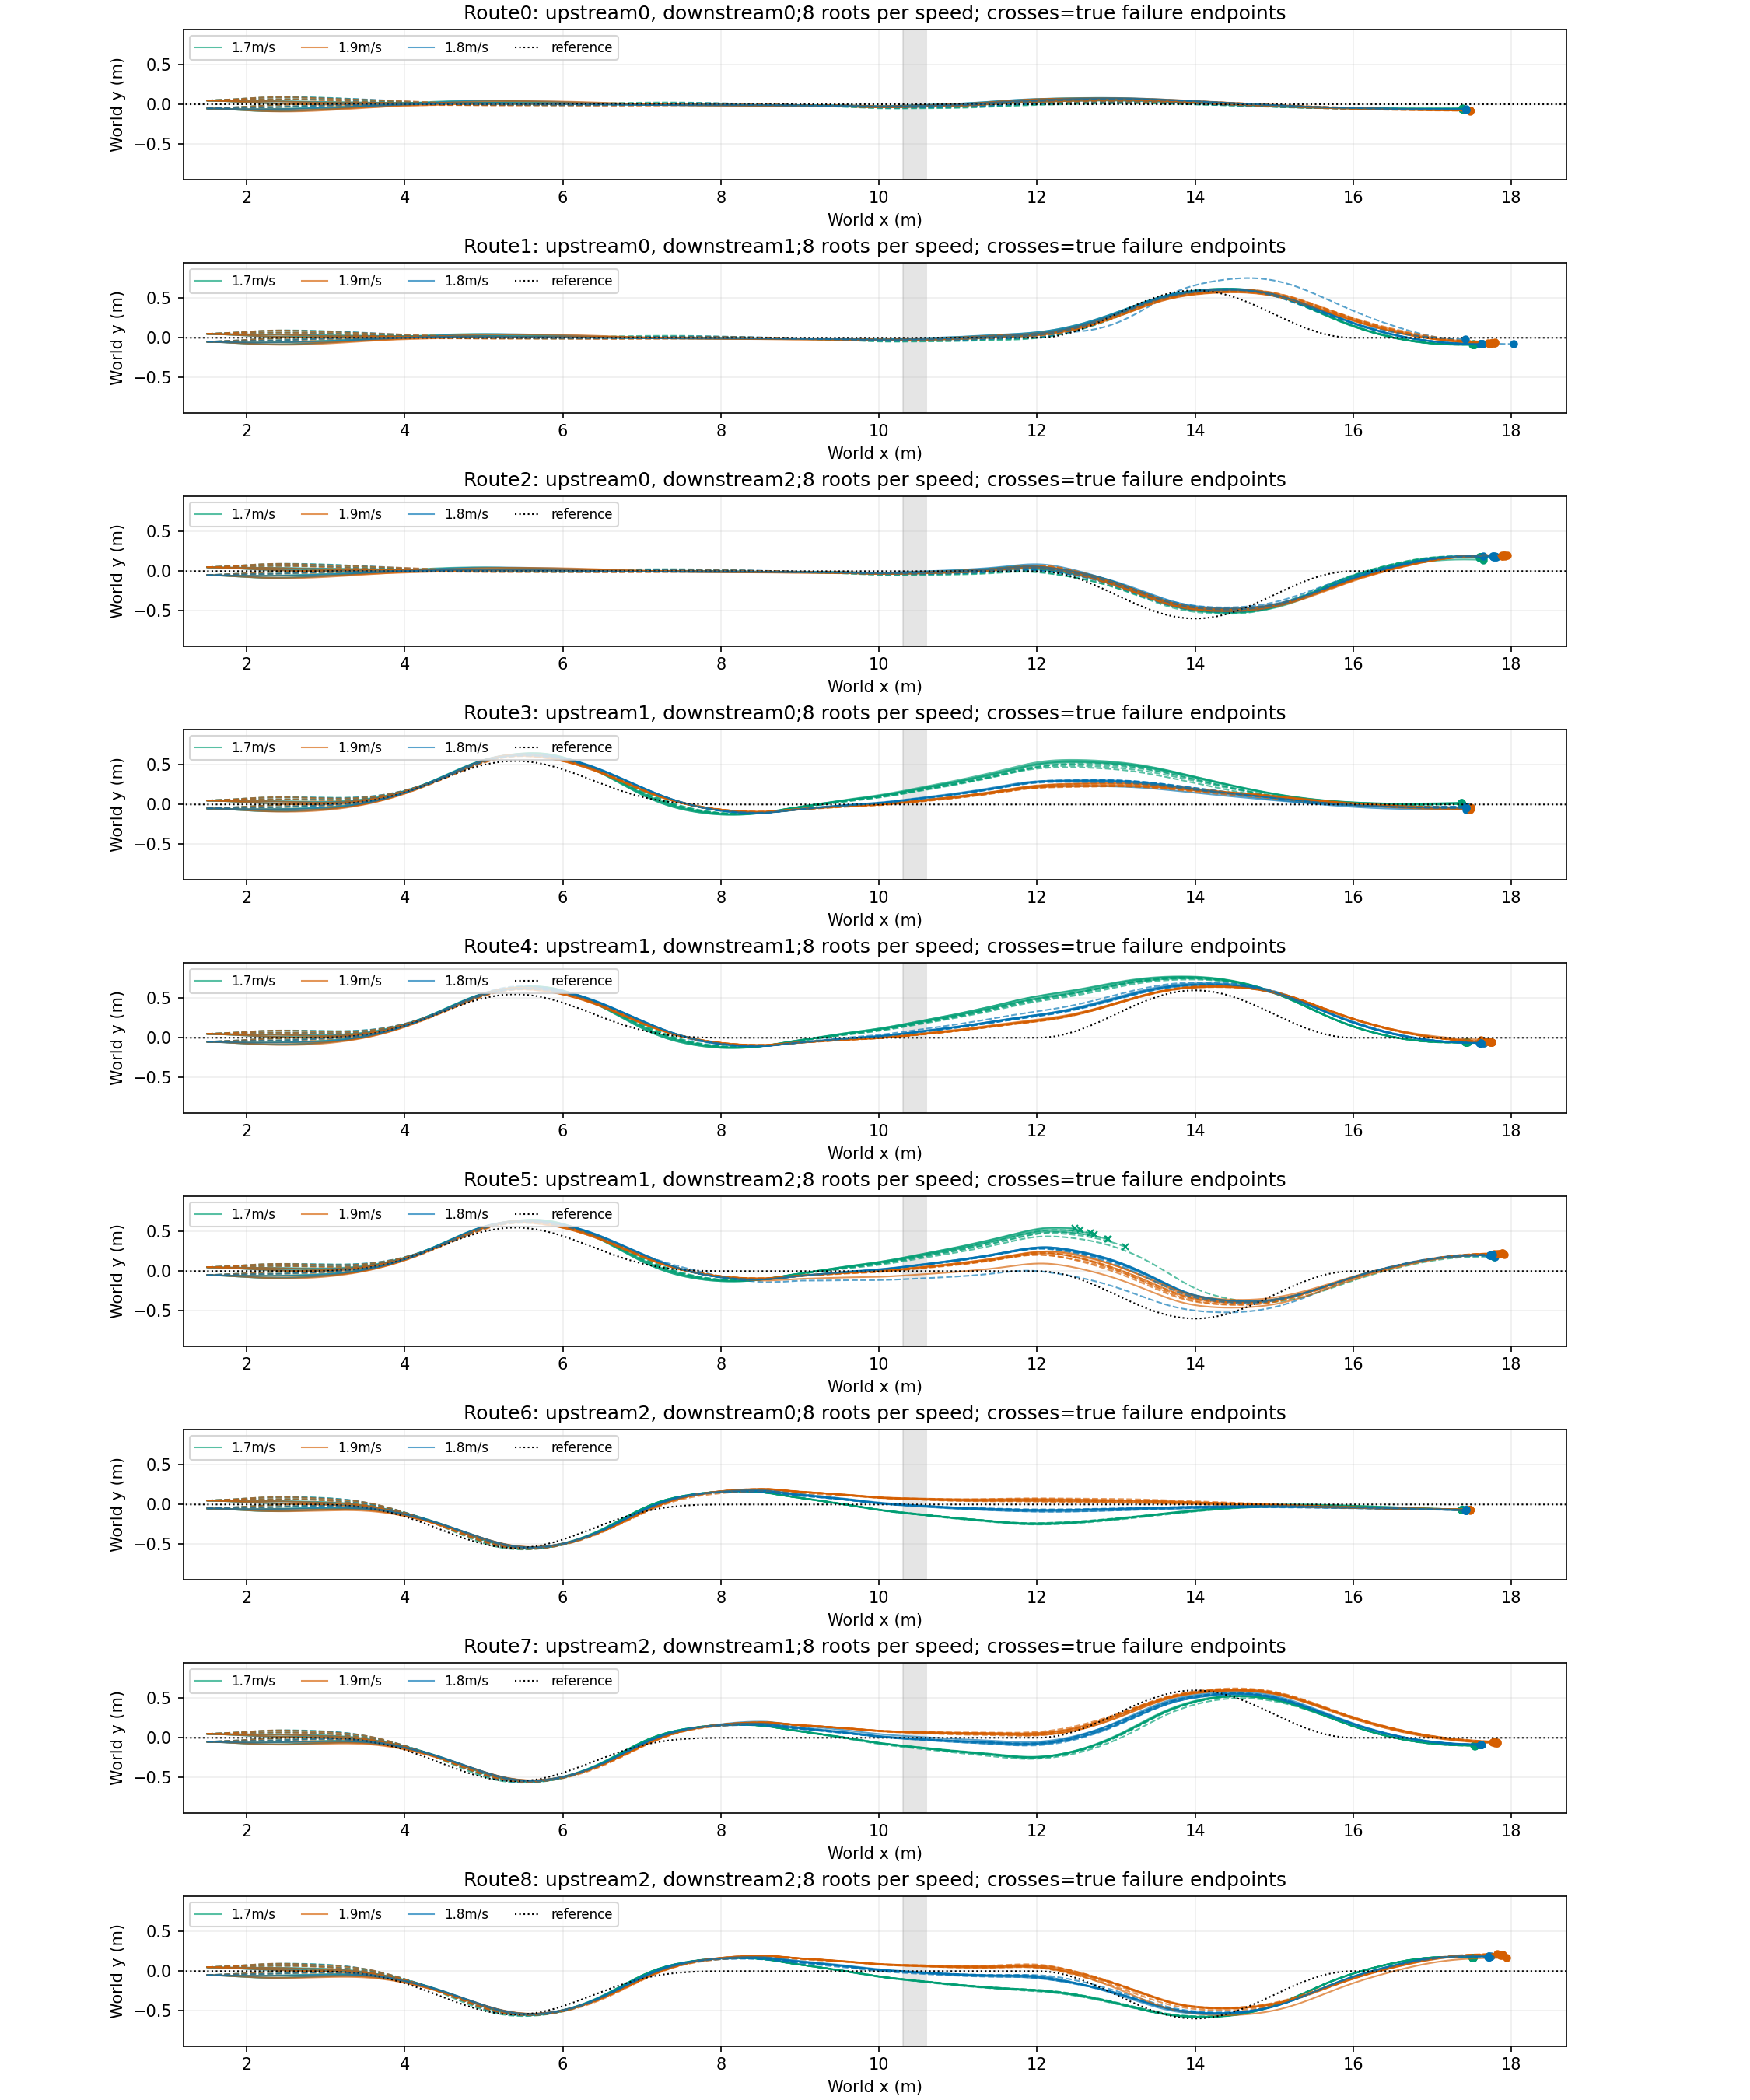 Route0: upstream0, downstream0;8 roots per speed; crosses=true failure endpoints
1.7m/s 1.9m/s 1.8m/s reference
World y (m)
0.5
0.0
−0.5
2 4 6 8 10 12 14 16 18
World x (m)
Route1: upstream0, downstream1;8 roots per speed; crosses=true failure endpoints
1.7m/s 1.9m/s 1.8m/s reference
World y (m)
0.5
0.0
−0.5
2 4 6 8 10 12 14 16 18
World x (m)
Route2: upstream0, downstream2;8 roots per speed; crosses=true failure endpoints
1.7m/s 1.9m/s 1.8m/s reference
World y (m)
0.5
0.0
−0.5
2 4 6 8 10 12 14 16 18
World x (m)
Route3: upstream1, downstream0;8 roots per speed; crosses=true failure endpoints
1.7m/s 1.9m/s 1.8m/s reference
World y (m)
0.5
0.0
−0.5
2 4 6 8 10 12 14 16 18
World x (m)
Route4: upstream1, downstream1;8 roots per speed; crosses=true failure endpoints
1.7m/s 1.9m/s 1.8m/s reference
World y (m)
0.5
0.0
−0.5
2 4 6 8 10 12 14 16 18
World x (m)
Route5: upstream1, downstream2;8 roots per speed; crosses=true failure endpoints
1.7m/s 1.9m/s 1.8m/s reference
World y (m)
0.5
0.0
−0.5
2 4 6 8 10 12 14 16 18
World x (m)
Route6: upstream2, downstream0;8 roots per speed; crosses=true failure endpoints
1.7m/s 1.9m/s 1.8m/s reference
World y (m)
0.5
0.0
−0.5
2 4 6 8 10 12 14 16 18
World x (m)
Route7: upstream2, downstream1;8 roots per speed; crosses=true failure endpoints
1.7m/s 1.9m/s 1.8m/s reference
World y (m)
0.5
0.0
−0.5
2 4 6 8 10 12 14 16 18
World x (m)
Route8: upstream2, downstream2;8 roots per speed; crosses=true failure endpoints
1.7m/s 1.9m/s 1.8m/s reference
World y (m)
0.5
0.0
−0.5
2 4 6 8 10 12 14 16 18
World x (m)